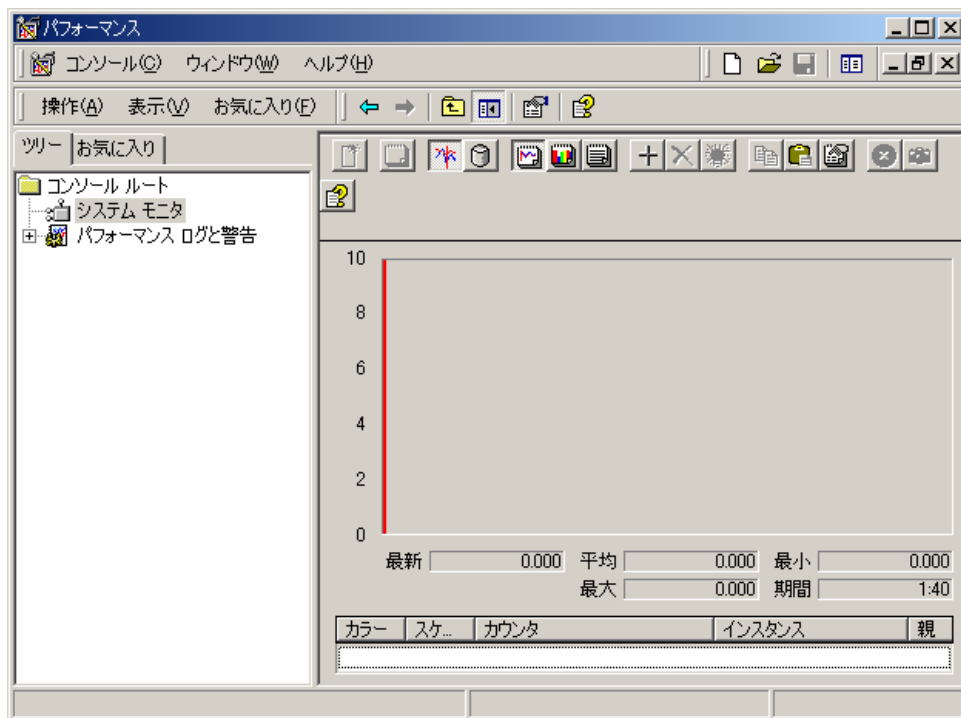 パフォーマンス
コンソール(C) ウィンドウ(W) ヘルプ(H)
操作(A) 表示(V) お気に入り(F)
ツリー お気に入り
コンソール ルート
システム モニタ
パフォーマンス ログと警告
10
8
6
4
2
0
最新 0.000 平均 0.000 最小 0.000
最大 0.000 期間 1:40
カラー スケ... カウンタ インスタンス 親